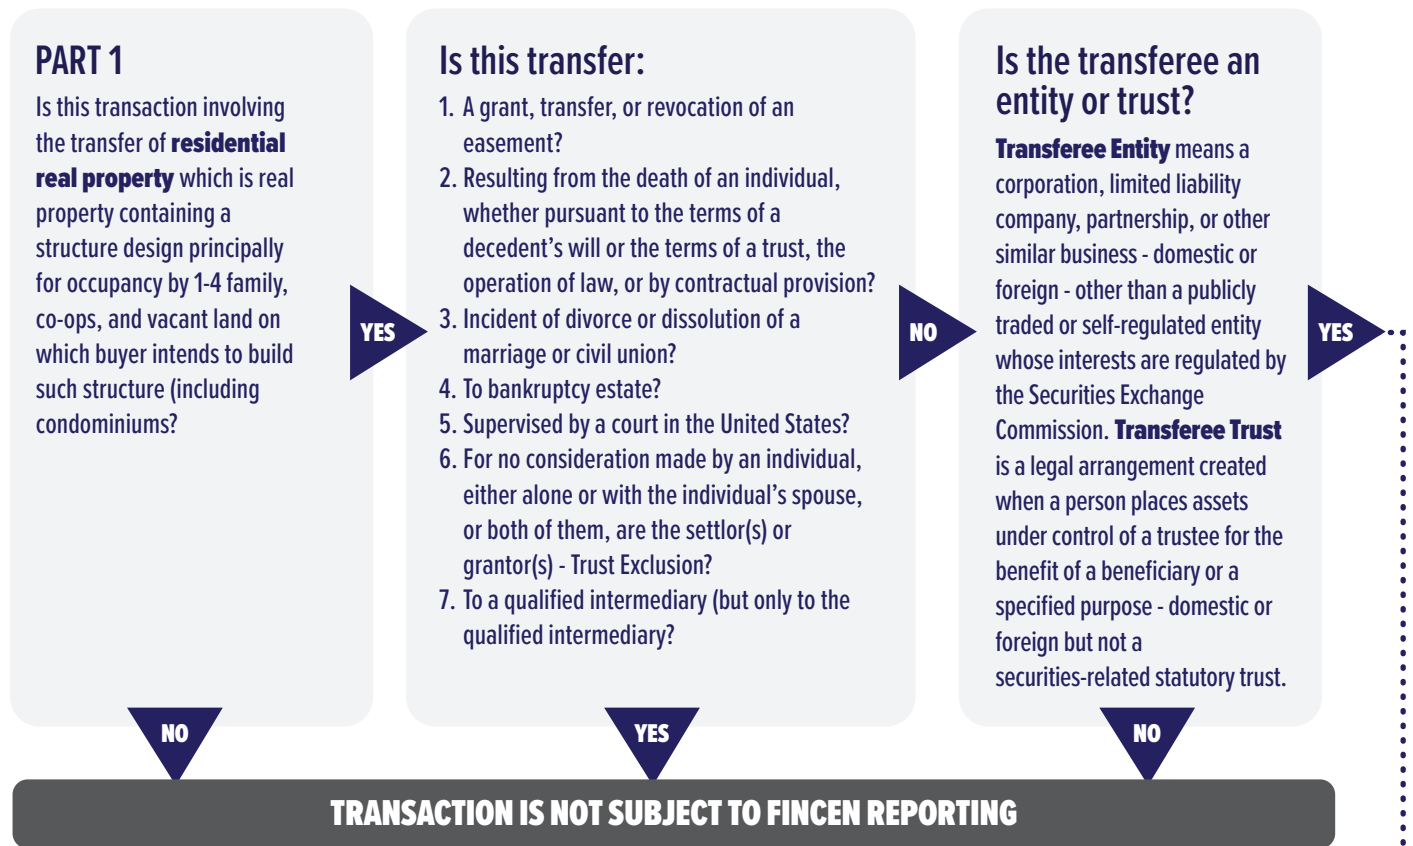 PART 1
Is this transaction involving
the transfer of residential
real property which is real
property containing a
structure design principally
for occupancy by 1-4 family,
co-ops, and vacant land on
which buyer intends to build
such structure (including
condominiums?
NO
YES
Is this transfer:
1. A grant, transfer, or revocation of an
easement?
2. Resulting from the death of an individual,
whether pursuant to the terms of a
decedent's will or the terms of a trust, the
operation of law, or by contractual provision?
3. Incident of divorce or dissolution of a
marriage or civil union?
4. To bankruptcy estate?
5. Supervised by a court in the United States?
6. For no consideration made by an individual,
either alone or with the individual's spouse,
or both of them, are the settlor(s) or
grantor(s) - Trust Exclusion?
7. To a qualified intermediary (but only to the
qualified intermediary?
YES
NO
Is the transferee an
entity or trust?
Transferee Entity means a
corporation, limited liability
company, partnership, or other
similar business - domestic or
foreign - other than a publicly
traded or self-regulated entity
whose interests are regulated by
the Securities Exchange
Commission. Transferee Trust
is a legal arrangement created
when a person places assets
under control of a trustee for the
benefit of a beneficiary or a
specified purpose - domestic or
foreign but not a
securities-related statutory trust.
NO
YES
TRANSACTION IS NOT SUBJECT TO FINCEN REPORTING